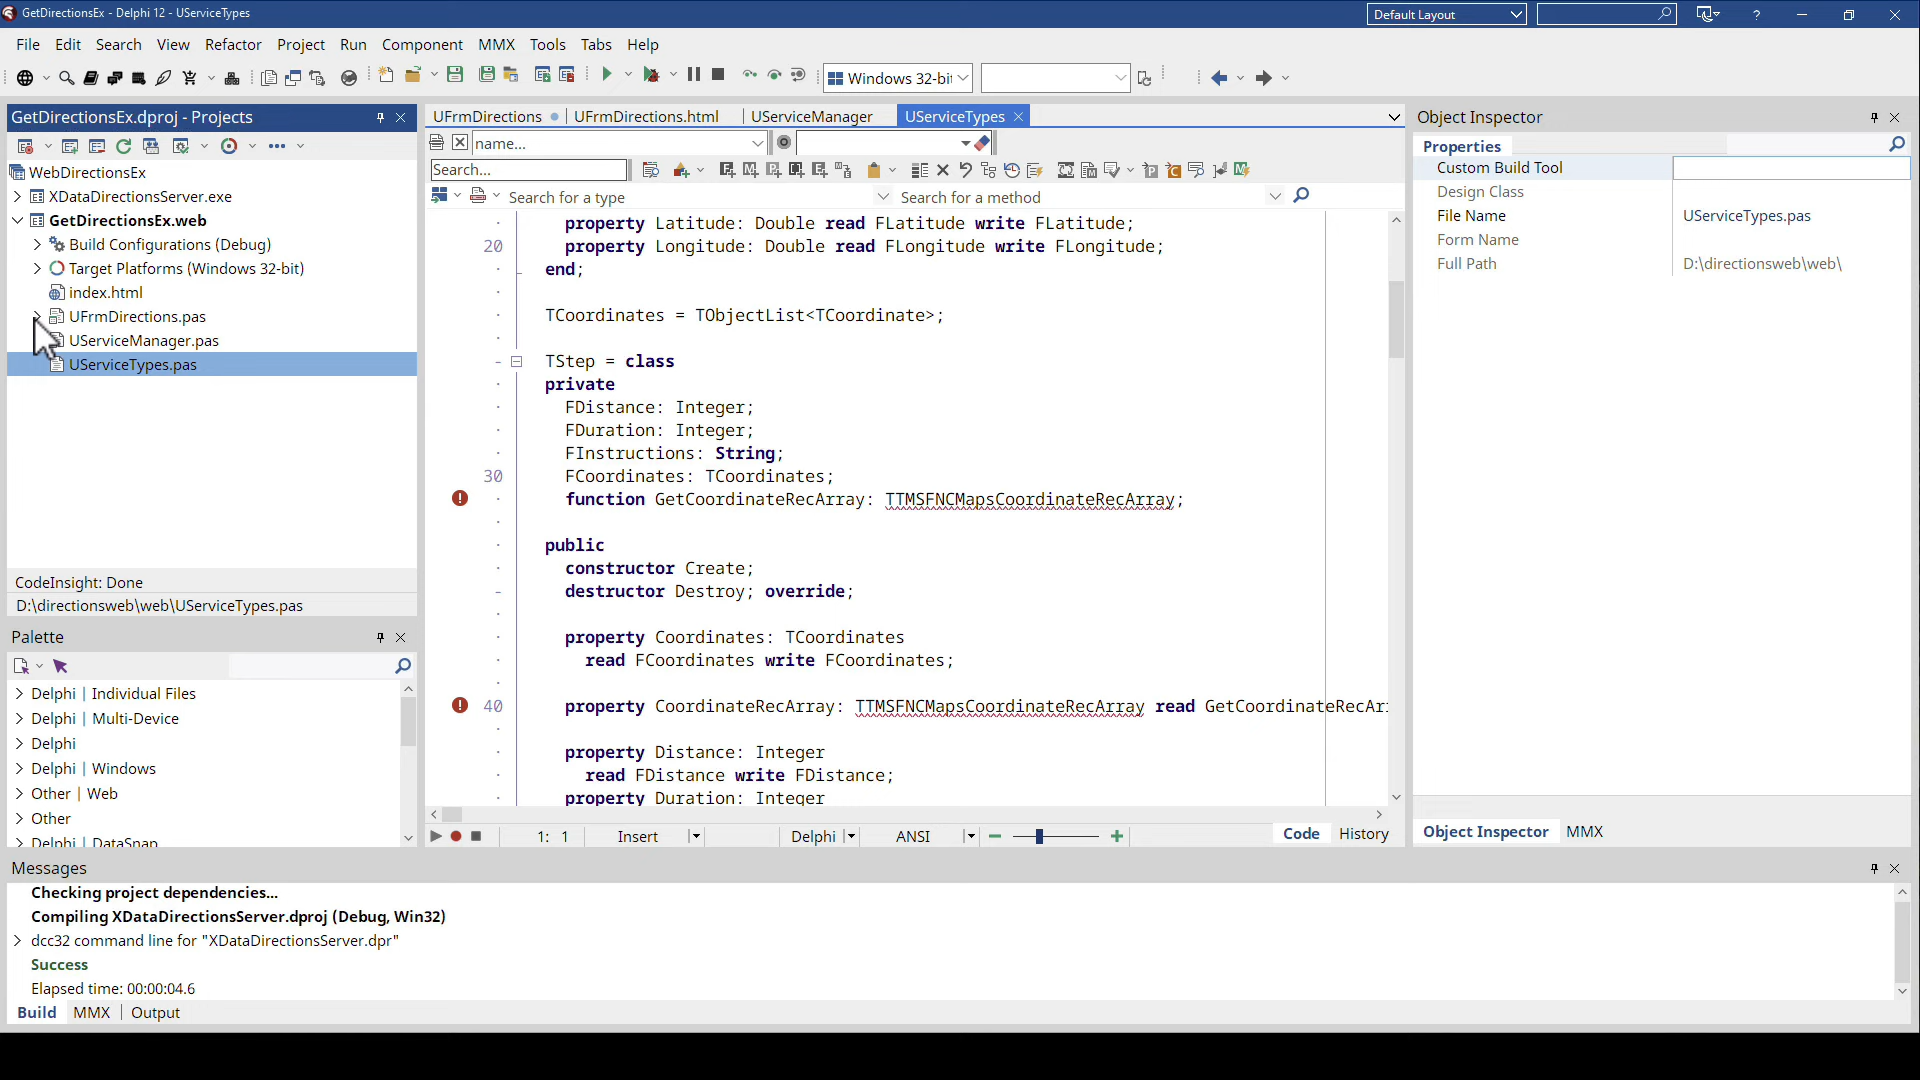 GetDirectionsEx - Delphi 12 - UServiceTypes
Default Layout
?
File Edit Search View Refactor Project Run Component MMX Tools Tabs Help
Windows 32-bi
GetDirectionsEx.dproj - Projects
WebDirectionsEx
XDataDirectionsServer.exe
GetDirectionsEx.web
Build Configurations (Debug)
Target Platforms (Windows 32-bit)
index.html
UFrmDirections.pas
UServiceManager.pas
UServiceTypes.pas
CodeInsight: Done
D:\directionsweb\web\UServiceTypes.pas
Palette
Delphi | Individual Files
Delphi | Multi-Device
Delphi
Delphi | Windows
Other | Web
Other
Delphi | DataSnap
UFrmDirections UFrmDirections.html UServiceManager UServiceTypes
name...
Search...
Search for a type Search for a method
property Latitude: Double read FLatitude write FLatitude;
20 property Longitude: Double read FLongitude write FLongitude;
end;
TCoordinates = TObjectList<TCoordinate>;
TStep = class
private
FDistance: Integer;
FDuration: Integer;
FInstructions: String;
30 FCoordinates: TCoordinates;
function GetCoordinateRecArray: TTMSFNCMapsCoordinateRecArray;
public
constructor Create;
destructor Destroy; override;
property Coordinates: TCoordinates
read FCoordinates write FCoordinates;
40 property CoordinateRecArray: TTMSFNCMapsCoordinateRecArray read GetCoordinateRecAr
property Distance: Integer
read FDistance write FDistance;
property Duration: Integer
1: 1 Insert Delphi ANSI Code History
Object Inspector
Properties
Custom Build Tool
Design Class
File Name UServiceTypes.pas
Form Name
Full Path D:\directionsweb\web\
Object Inspector MMX
Messages
Checking project dependencies...
Compiling XDataDirectionsServer.dproj (Debug, Win32)
dcc32 command line for "XDataDirectionsServer.dpr"
Success
Elapsed time: 00:00:04.6
Build MMX Output